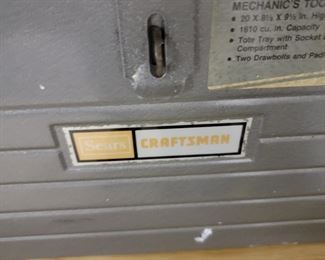 MECHANIC'S TOO
• 20 X 8½ X 9½ In. High
• 1610 cu. in. Capacity
• Tote Tray with Socket
Compartment
• Two Drawbolts and Pad
Sears CRAFTSMAN